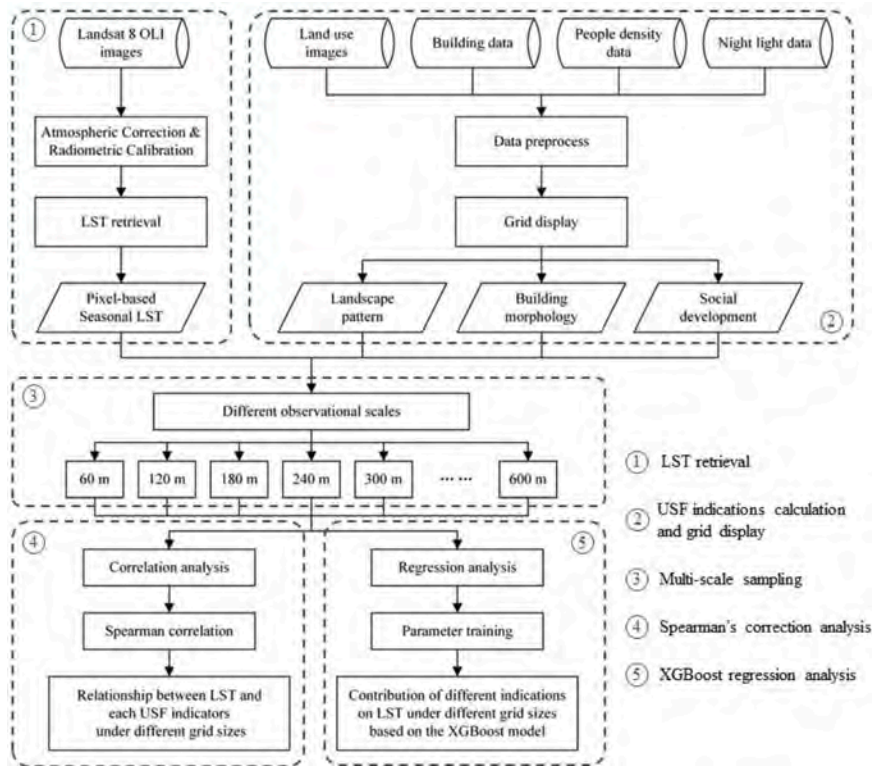 ①
Landsat 8 OLI
images
Atmospheric Correction &
Radiometric Calibration
LST retrieval
Pixel-based
Seasonal LST
Land use
images
Building data
People density
data
Night light data
Data preprocess
Grid display
Landscape
pattern
Building
morphology
Social
development
②
③
Different observational scales
60 m
120 m
180 m
240 m
300 m
... ...
600 m
④
Correlation analysis
Spearman correlation
Relationship between LST and
each USF indicators
under different grid sizes
⑤
Regression analysis
Parameter training
Contribution of different indications
on LST under different grid sizes
based on the XGBoost model
① LST retrieval
② USF indications calculation
and grid display
③ Multi-scale sampling
④ Spearman's correction analysis
⑤ XGBoost regression analysis